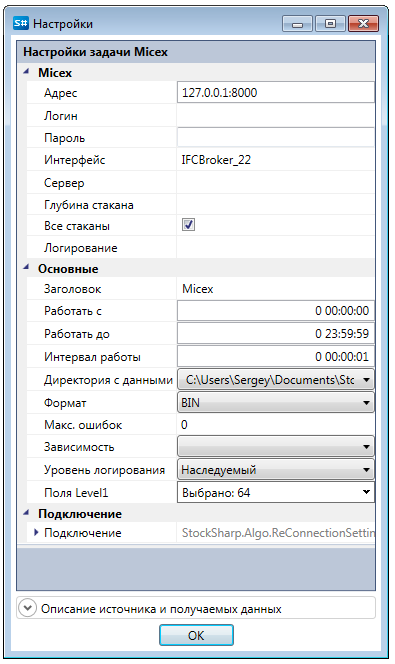 S# Настройки
Настройки задачи Micex
Micex
Адрес 127.0.0.1:8000
Логин
Пароль
Интерфейс IFCBroker_22
Сервер
Глубина стакана
Все стаканы
Логирование
Основные
Заголовок Micex
Работать с 0 00:00:00
Работать до 0 23:59:59
Интервал работы 0 00:00:01
Директория с данными C:\Users\Sergey\Documents\Stc
Формат BIN
Макс. ошибок 0
Зависимость
Уровень логирования Наследуемый
Поля Level1 Выбрано: 64
Подключение
Подключение StockSharp.Algo.ReConnectionSettin
Описание источника и получаемых данных
OK